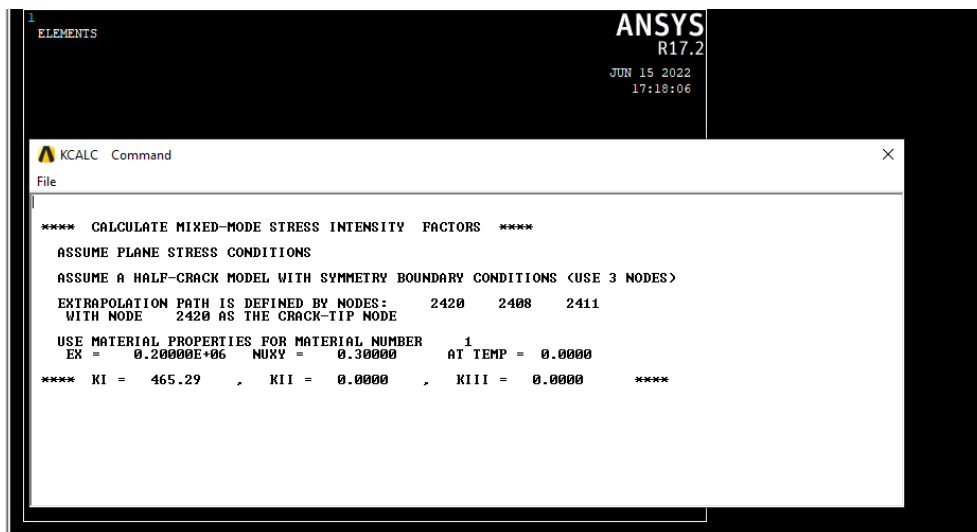 1
ELEMENTS
ANSYS
R17.2
JUN 15 2022
17:18:06
KCALC Command
File
**** CALCULATE MIXED-MODE STRESS INTENSITY FACTORS ****
ASSUME PLANE STRESS CONDITIONS
ASSUME A HALF-CRACK MODEL WITH SYMMETRY BOUNDARY CONDITIONS (USE 3 NODES)
EXTRAPOLATION PATH IS DEFINED BY NODES: 2420 2408 2411
WITH NODE 2420 AS THE CRACK-TIP NODE
USE MATERIAL PROPERTIES FOR MATERIAL NUMBER 1
EX = 0.20000E+06 NUXY = 0.30000 AT TEMP = 0.0000
**** KI = 465.29 , KII = 0.0000 , KIII = 0.0000 ****